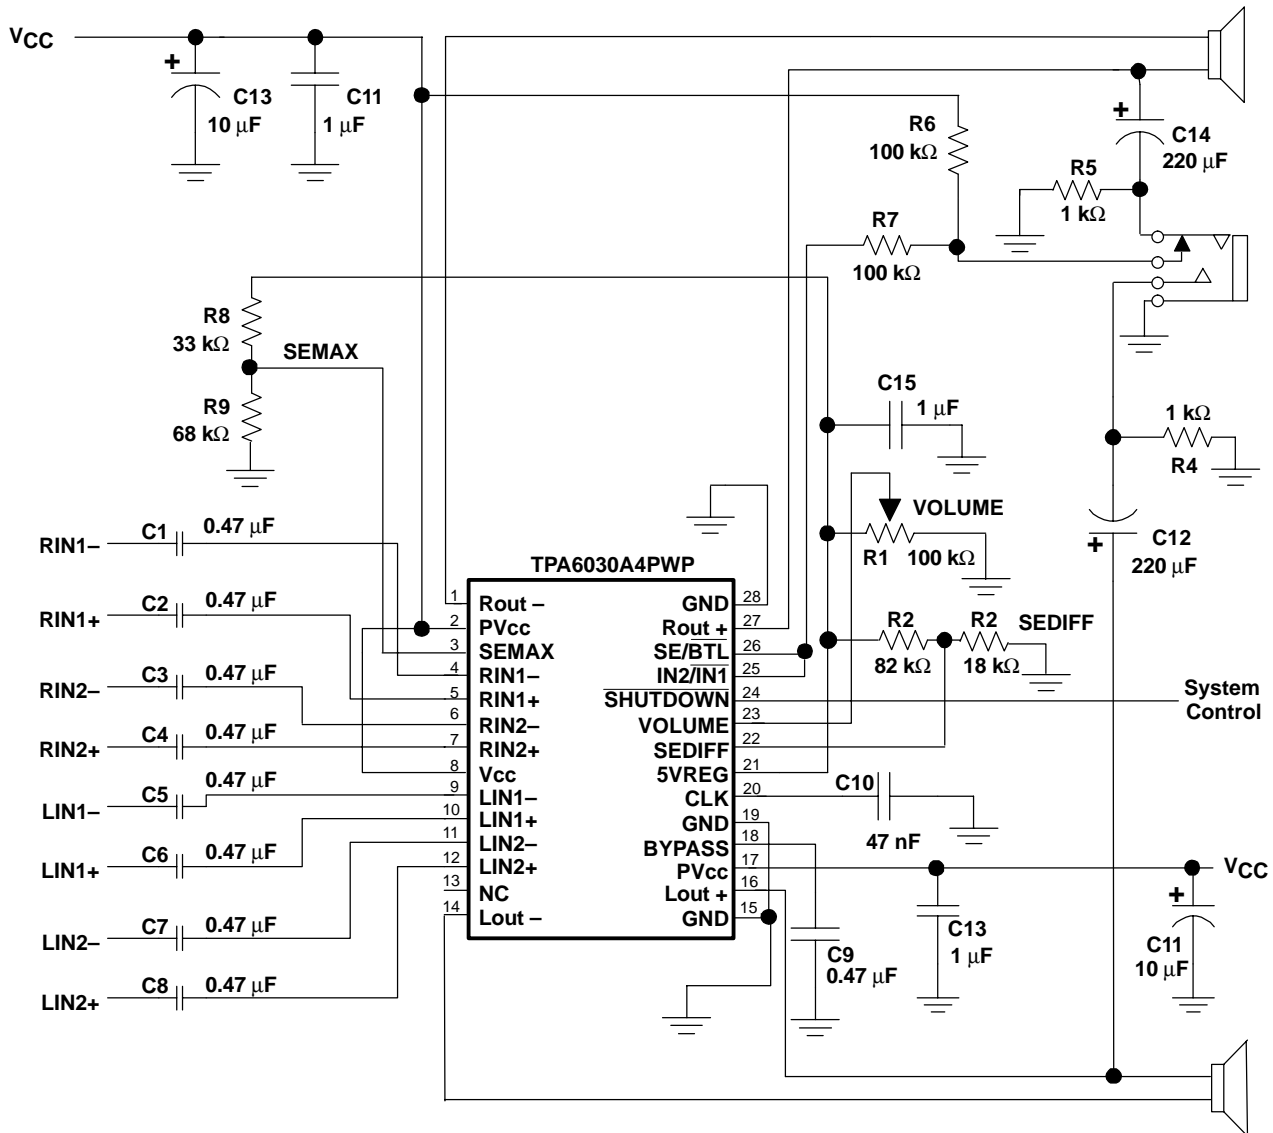 VCC
C13
10 µF
C11
1 µF
R6
100 kΩ
C14
220 µF
R5
1 kΩ
R7
100 kΩ
R8
33 kΩ
SEMAX
R9
68 kΩ
C15
1 µF
1 kΩ
R4
VOLUME
R1
100 kΩ
C12
220 µF
RIN1–
C1
0.47 µF
RIN1+
C2
0.47 µF
RIN2–
C3
0.47 µF
RIN2+
C4
0.47 µF
LIN1–
C5
0.47 µF
LIN1+
C6
0.47 µF
LIN2–
C7
0.47 µF
LIN2+
C8
0.47 µF
TPA6030A4PWP
1 Rout –
2 PVcc
3 SEMAX
4 RIN1–
5 RIN1+
6 RIN2–
7 RIN2+
8 Vcc
9 LIN1–
10 LIN1+
11 LIN2–
12 LIN2+
13 NC
14 Lout –
GND 28
Rout + 27
SE/BTL 26
IN2/IN1 25
SHUTDOWN 24
VOLUME 23
SEDIFF 22
5VREG 21
CLK 20
GND 19
BYPASS 18
PVcc 17
Lout + 16
GND 15
R2
82 kΩ
R2
18 kΩ
SEDIFF
System
Control
C10
47 nF
VCC
C9
0.47 µF
C13
1 µF
C11
10 µF
+
+
+
+